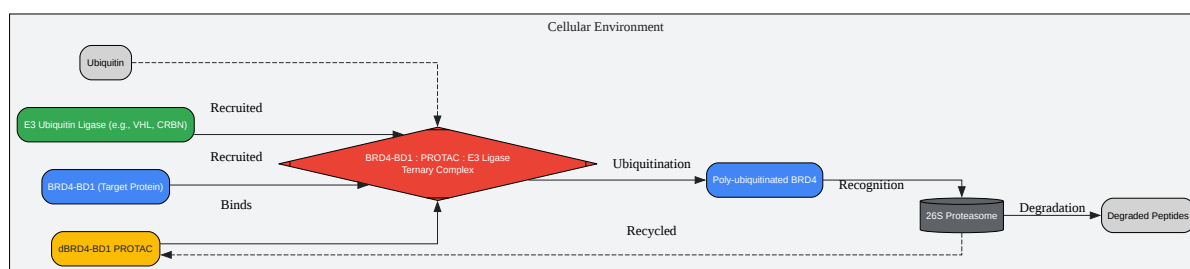 Cellular Environment
Ubiquitin
Recruited
E3 Ubiquitin Ligase (e.g., VHL, CRBN)
Recruited
BRD4-BD1 : PROTAC : E3 Ligase
Ternary Complex
Ubiquitination
BRD4-BD1 (Target Protein)
Poly-ubiquitinated BRD4
Recognition
Binds
26S Proteasome
Degradation
Degraded Peptides
dBRD4-BD1 PROTAC
Recycled